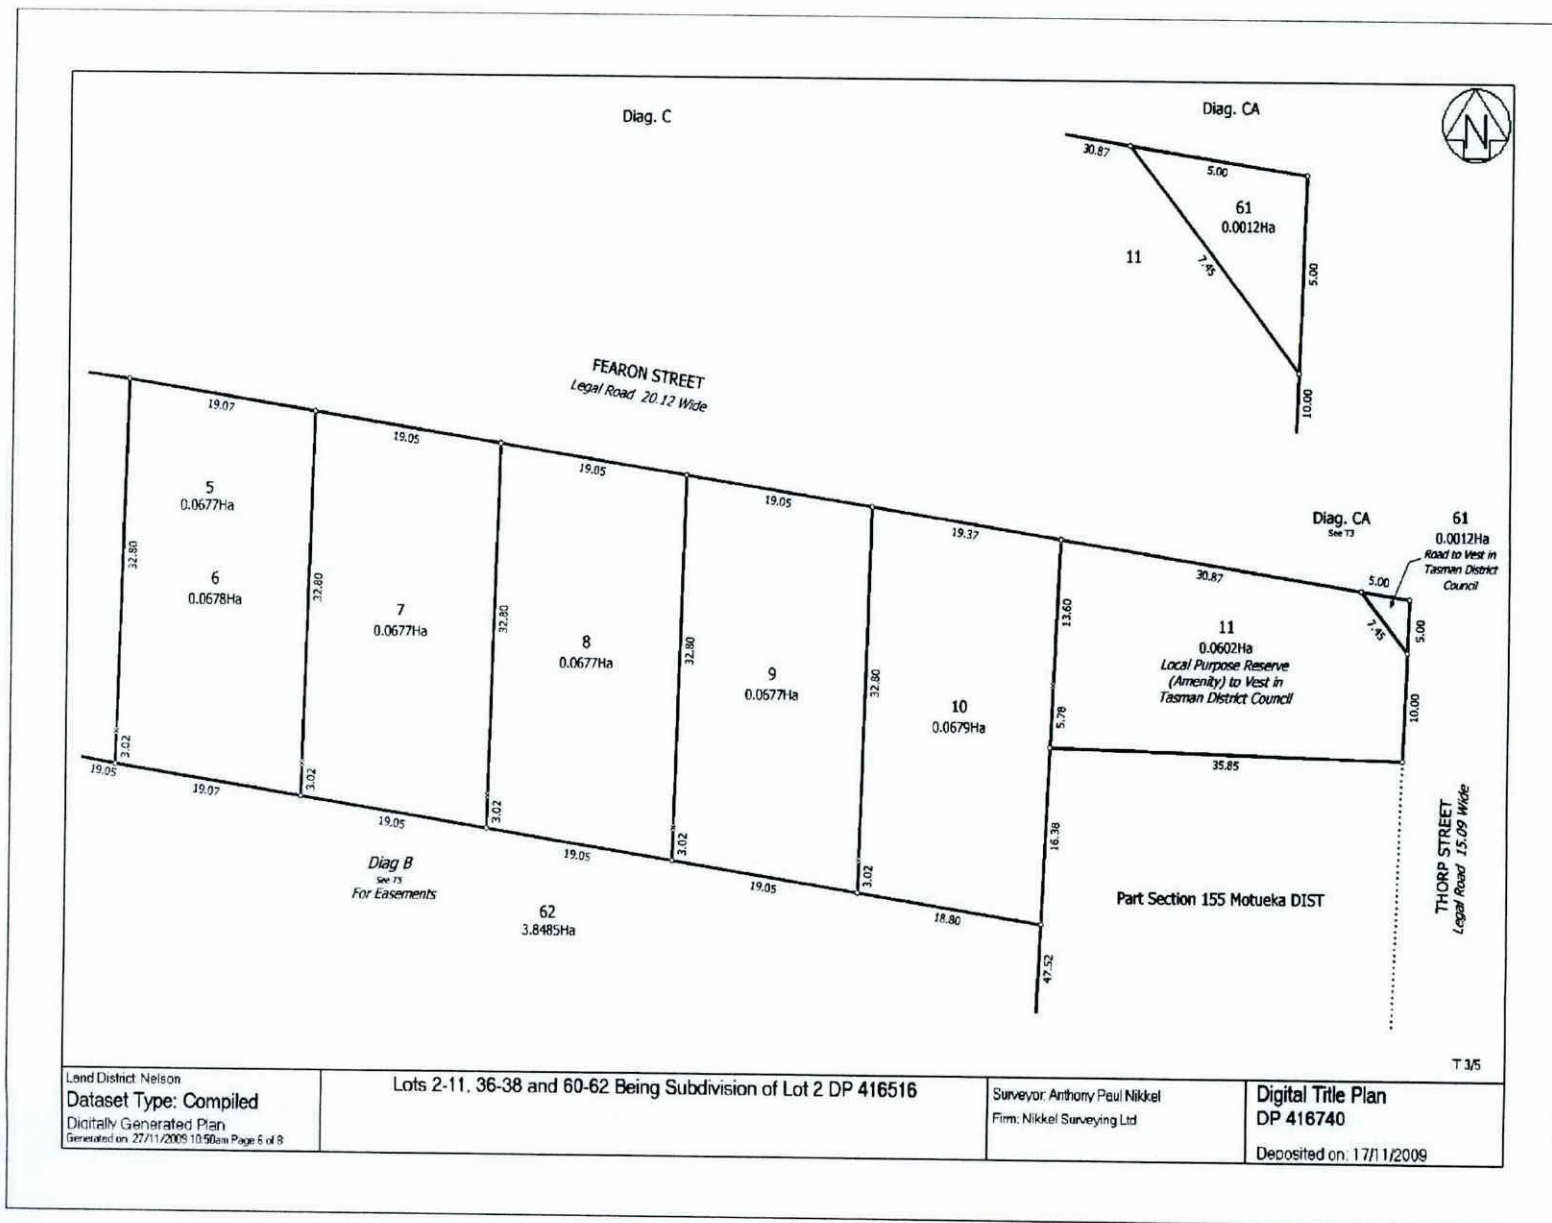 Diag. C
Diag. CA
N
30.87
5.00
61
0.0012Ha
11
7.45
5.00
10.00
FEARON STREET
Legal Road 20.12 Wide
19.07
19.05
19.05
19.05
19.37
30.87
Diag. CA
See T3
61
0.0012Ha
Road to Vest in
Tasman District
Council
5.00
7.45
5.00
10.00
5
0.0677Ha
6
0.0678Ha
7
0.0677Ha
8
0.0677Ha
9
0.0677Ha
10
0.0679Ha
11
0.0602Ha
Local Purpose Reserve
(Amenity) to Vest in
Tasman District Council
32.80
32.80
32.80
32.80
32.80
13.60
5.78
35.85
16.38
3.02
3.02
3.02
3.02
3.02
19.05
19.07
19.05
19.05
19.05
18.80
47.52
Diag B
See T5
For Easements
62
3.8485Ha
Part Section 155 Motueka DIST
THORP STREET
Legal Road 15.09 Wide
T 3/5
Land District: Nelson
Dataset Type: Compiled
Digitally Generated Plan
Generated on: 27/11/2009 10:50am Page 6 of 8
Lots 2-11, 36-38 and 60-62 Being Subdivision of Lot 2 DP 416516
Surveyor: Anthony Paul Nikkel
Firm: Nikkel Surveying Ltd
Digital Title Plan
DP 416740
Deposited on: 17/11/2009